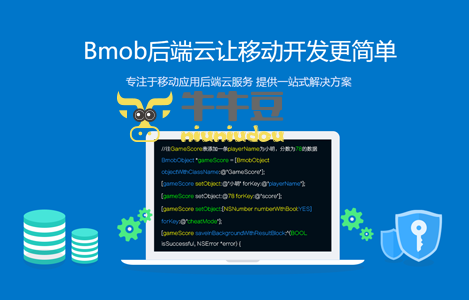 Bmob后端云让移动开发更简单
专注于移动应用后端云服务 提供一站式解决方案
牛牛豆
niuniudou
//往GameScore表添加一条playerName为小明，分数为78的数据
BmobObject *gameScore = [BmobObject
objectWithClassName:@"GameScore"];
[gameScore setObject:@"小明" forKey:@"playerName"];
[gameScore setObject:@78 forKey:@"score"];
[gameScore setObject:[NSNumber numberWithBool:YES]
forKey:@"cheatMode"];
[gameScore saveInBackgroundWithResultBlock:^(BOOL
isSuccessful, NSError *error) {